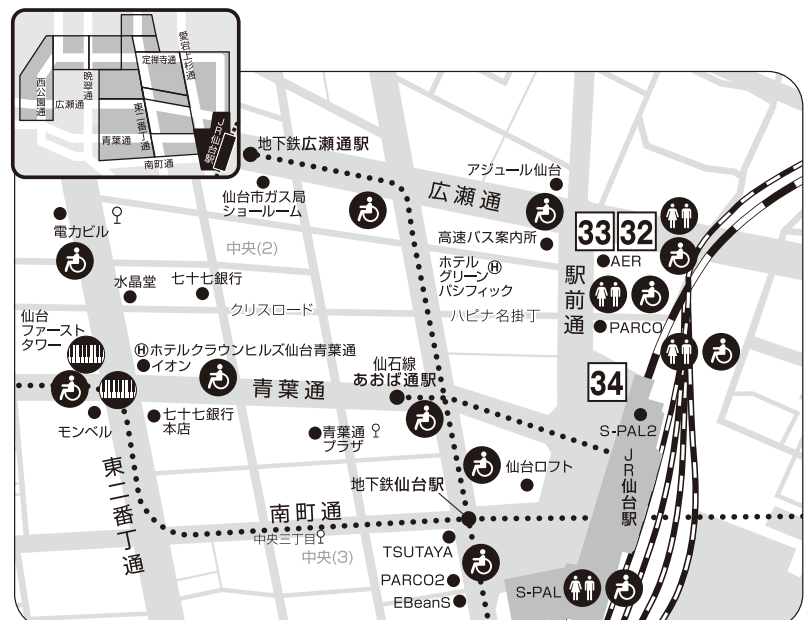 愛宕上杉通
定禅寺通
晩翠通
西公園通
広瀬通
東二番丁通
青葉通
南町通
JR仙台駅
地下鉄広瀬通駅
仙台市ガス局
ショールーム
アジュール仙台
広瀬通
電力ビル
中央(2)
高速バス案内所
33
32
AER
ホテル
グリーン
パシフィック
H
駅前通
水晶堂
七十七銀行
クリスロード
ハピナ名掛丁
PARCO
仙台
ファースト
タワー
Hホテルクラウンヒルズ仙台青葉通
イオン
仙石線
あおば通駅
青葉通
34
モンベル
七十七銀行
本店
青葉通
プラザ
S-PAL2
JR仙台駅
東二番丁通
仙台ロフト
地下鉄仙台駅
南町通
中央三丁目
中央(3)
TSUTAYA
PARCO2
EBeanS
S-PAL